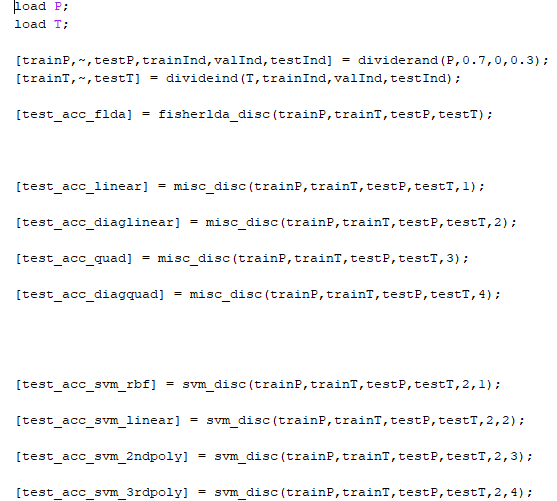 load P;
load T;
[trainP,~,testP,trainInd,valInd,testInd] = dividerand(P,0.7,0,0.3);
[trainT,~,testT] = divideind(T,trainInd,valInd,testInd);
[test_acc_flda] = fisherlda_disc(trainP,trainT,testP,testT);
[test_acc_linear] = misc_disc(trainP,trainT,testP,testT,1);
[test_acc_diaglinear] = misc_disc(trainP,trainT,testP,testT,2);
[test_acc_quad] = misc_disc(trainP,trainT,testP,testT,3);
[test_acc_diagquad] = misc_disc(trainP,trainT,testP,testT,4);
[test_acc_svm_rbf] = svm_disc(trainP,trainT,testP,testT,2,1);
[test_acc_svm_linear] = svm_disc(trainP,trainT,testP,testT,2,2);
[test_acc_svm_2ndpoly] = svm_disc(trainP,trainT,testP,testT,2,3);
[test_acc_svm_3rdpoly] = svm_disc(trainP,trainT,testP,testT,2,4);